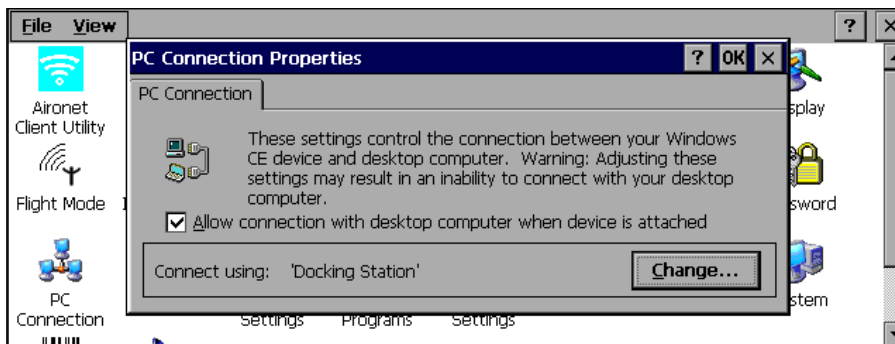 File View ?
PC Connection Properties ? OK
PC Connection
These settings control the connection between your Windows
CE device and desktop computer. Warning: Adjusting these
settings may result in an inability to connect with your desktop
computer.
Allow connection with desktop computer when device is attached
Connect using: 'Docking Station'
Change...
Aironet
Client Utility
Flight Mode
PC
Connection
Settings
Programs
Settings
splay
sword
stem